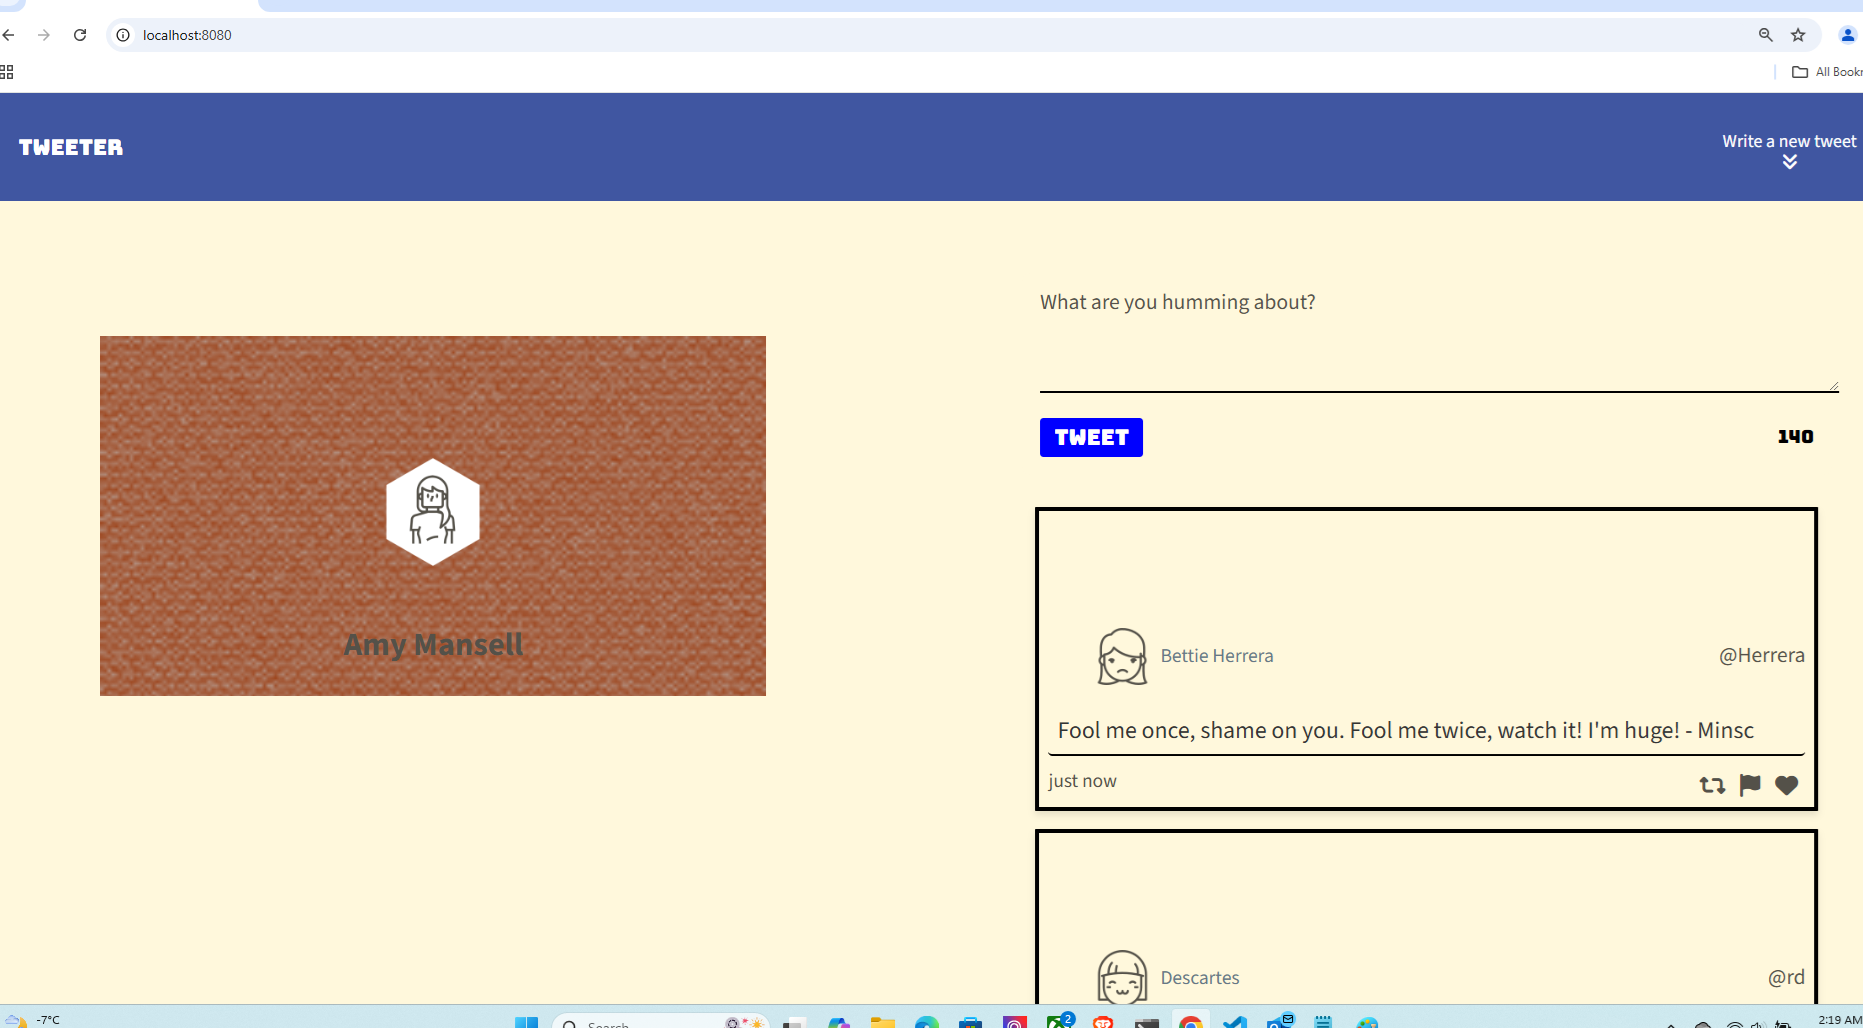 localhost:8080
All Bookr
TWEETER
Write a new tweet
What are you humming about?
TWEET
140
Amy Mansell
Bettie Herrera
@Herrera
Fool me once, shame on you. Fool me twice, watch it! I'm huge! - Minsc
just now
Descartes
@rd
-7°C
Search
2
2:19 AM